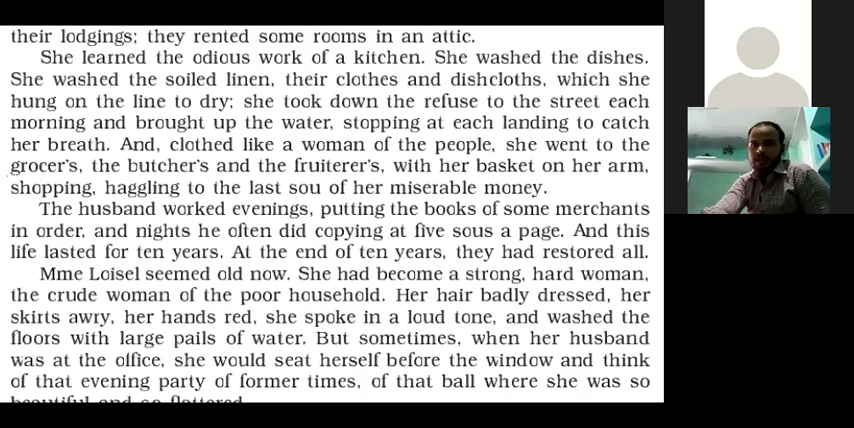 their lodgings; they rented some rooms in an attic.
She learned the odious work of a kitchen. She washed the dishes.
She washed the soiled linen, their clothes and dishcloths, which she
hung on the line to dry; she took down the refuse to the street each
morning and brought up the water, stopping at each landing to catch
her breath. And, clothed like a woman of the people, she went to the
grocer's, the butcher's and the fruiterer's, with her basket on her arm,
shopping, haggling to the last sou of her miserable money.
The husband worked evenings, putting the books of some merchants
in order, and nights he often did copying at five sous a page. And this
life lasted for ten years. At the end of ten years, they had restored all.
Mme Loisel seemed old now. She had become a strong, hard woman,
the crude woman of the poor household. Her hair badly dressed, her
skirts awry, her hands red, she spoke in a loud tone, and washed the
floors with large pails of water. But sometimes, when her husband
was at the office, she would seat herself before the window and think
of that evening party of former times, of that ball where she was so
beautiful and so flattered.